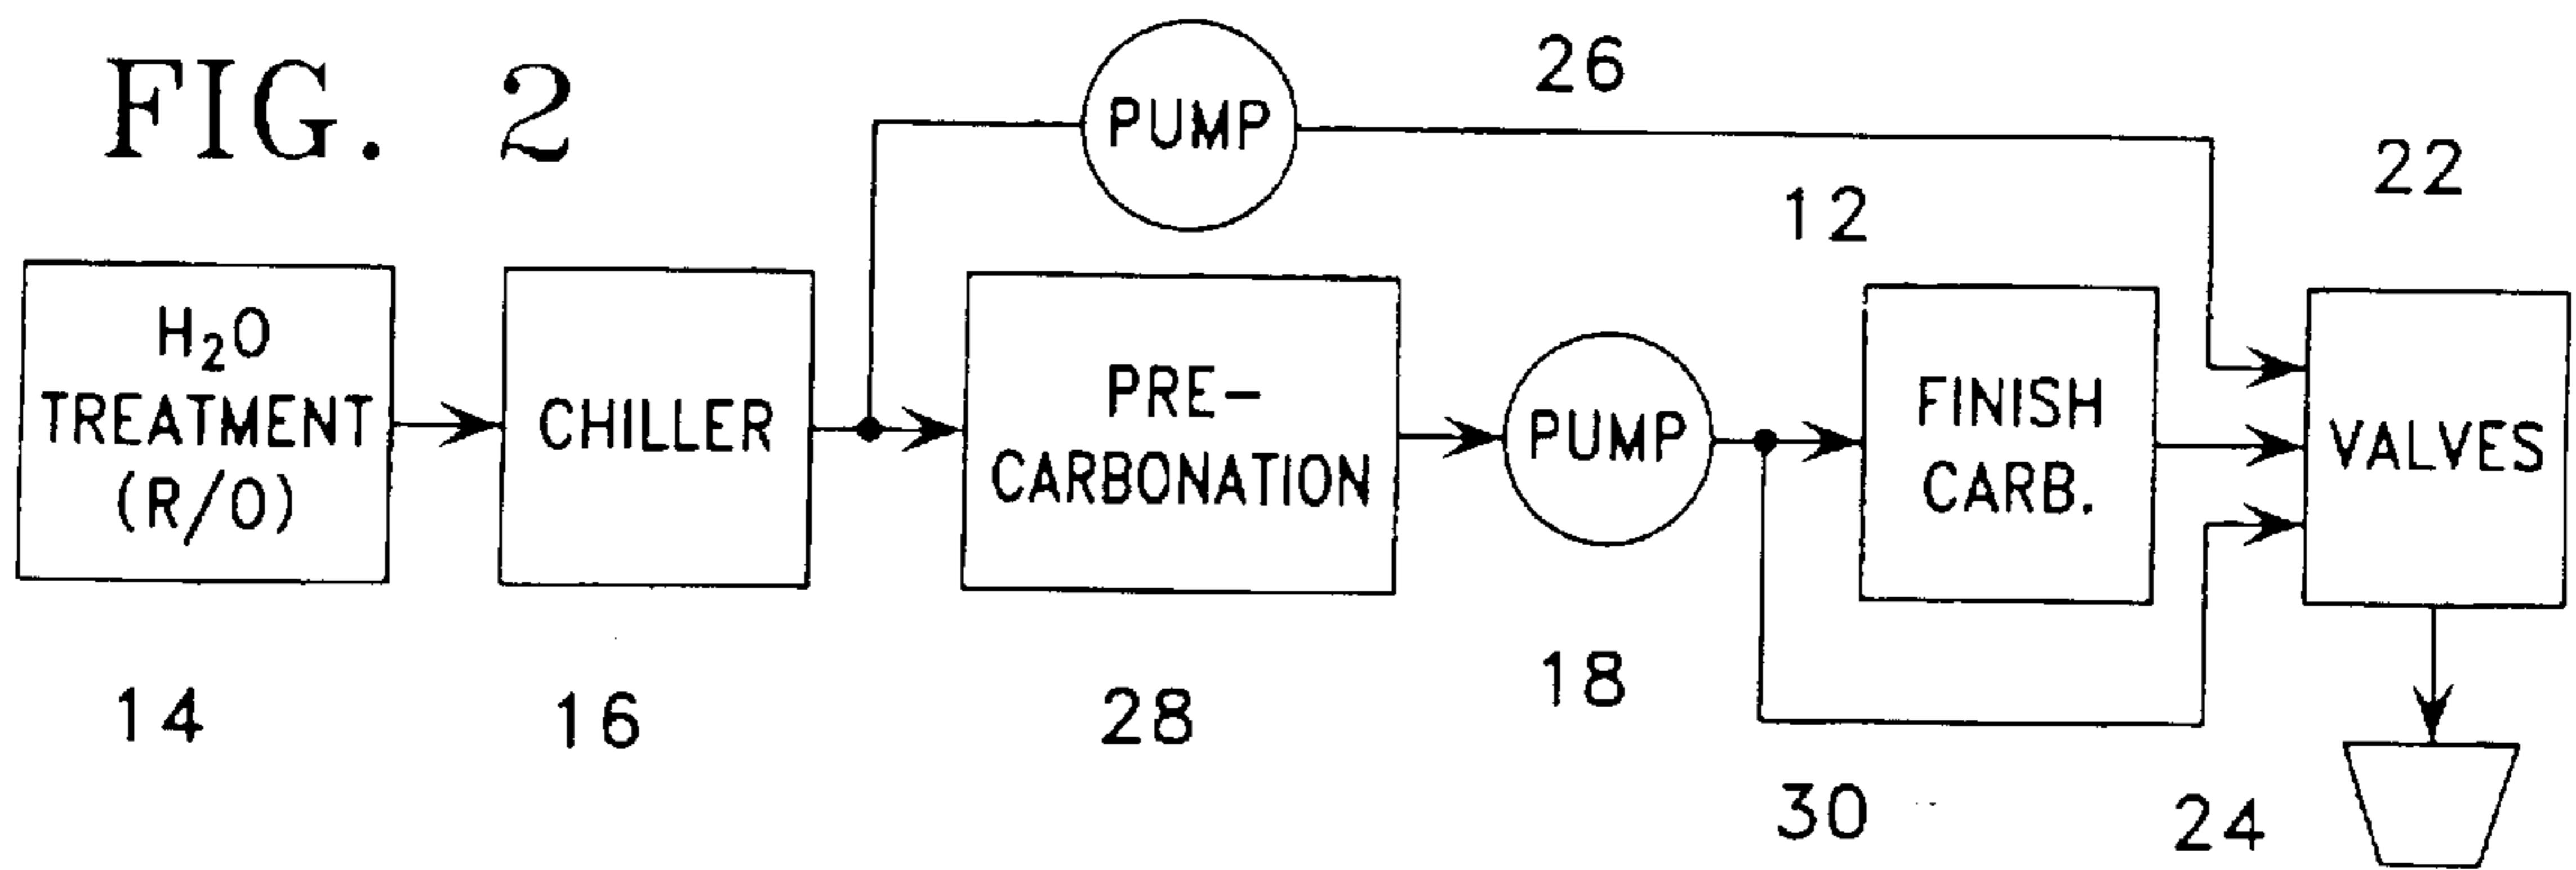 FIG. 2
PUMP
26
22
12
H₂O
TREATMENT
(R/O)
CHILLER
PRE-
CARBONATION
PUMP
FINISH
CARB.
VALVES
14
16
28
18
30
24